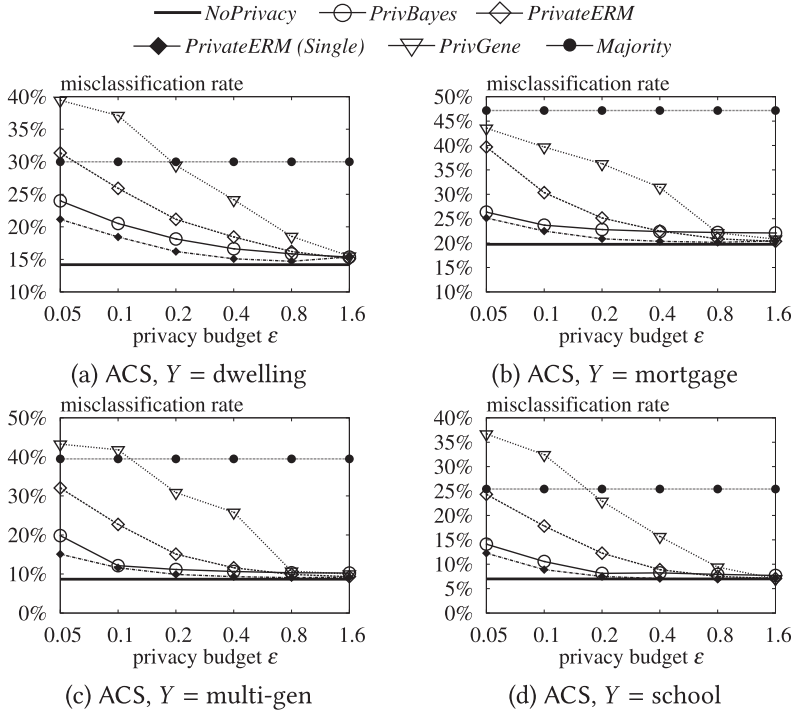 NoPrivacy PrivBayes PrivateERM
PrivateERM (Single) PrivGene Majority
misclassification rate
40%
35%
30%
25%
20%
15%
10%
0.05 0.1 0.2 0.4 0.8 1.6
privacy budget ε
(a) ACS, Y = dwelling
misclassification rate
50%
45%
40%
35%
30%
25%
20%
15%
10%
0.05 0.1 0.2 0.4 0.8 1.6
privacy budget ε
(b) ACS, Y = mortgage
misclassification rate
50%
40%
30%
20%
10%
0%
0.05 0.1 0.2 0.4 0.8 1.6
privacy budget ε
(c) ACS, Y = multi-gen
misclassification rate
40%
35%
30%
25%
20%
15%
10%
5%
0%
0.05 0.1 0.2 0.4 0.8 1.6
privacy budget ε
(d) ACS, Y = school